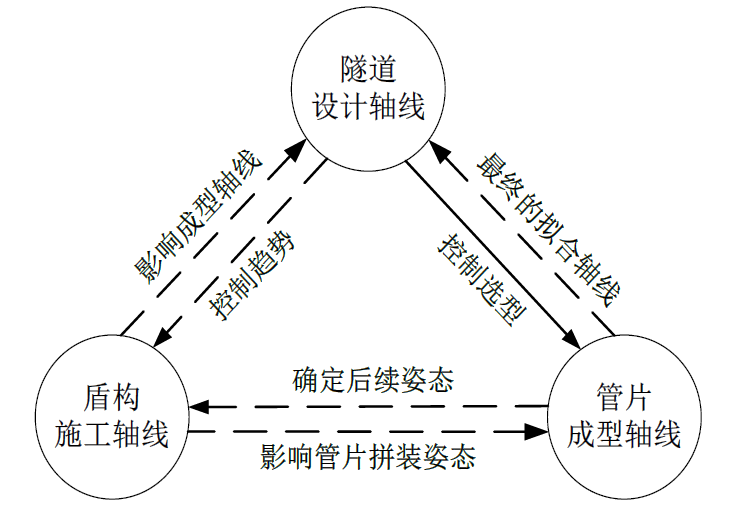 隧道
设计轴线
影响成型轴线
控制趋势
控制选型
最终的拟合轴线
盾构
施工轴线
确定后续姿态
影响管片拼装姿态
管片
成型轴线